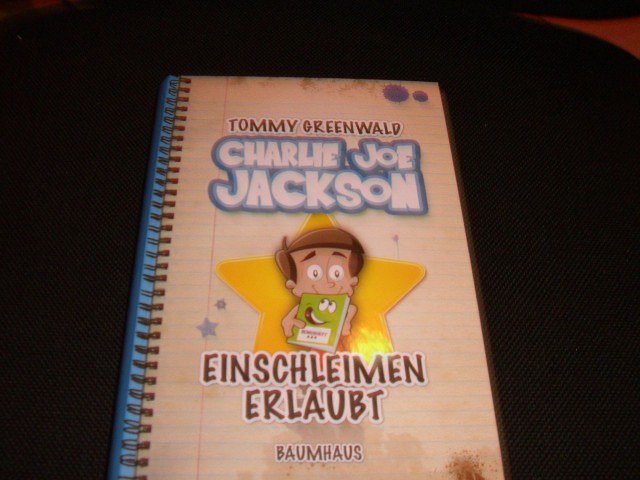 TOMMY GREENWALD
CHARLIE JOE
JACKSON
EINSCHLEIMEN
ERLAUBT
BAUMHAUS